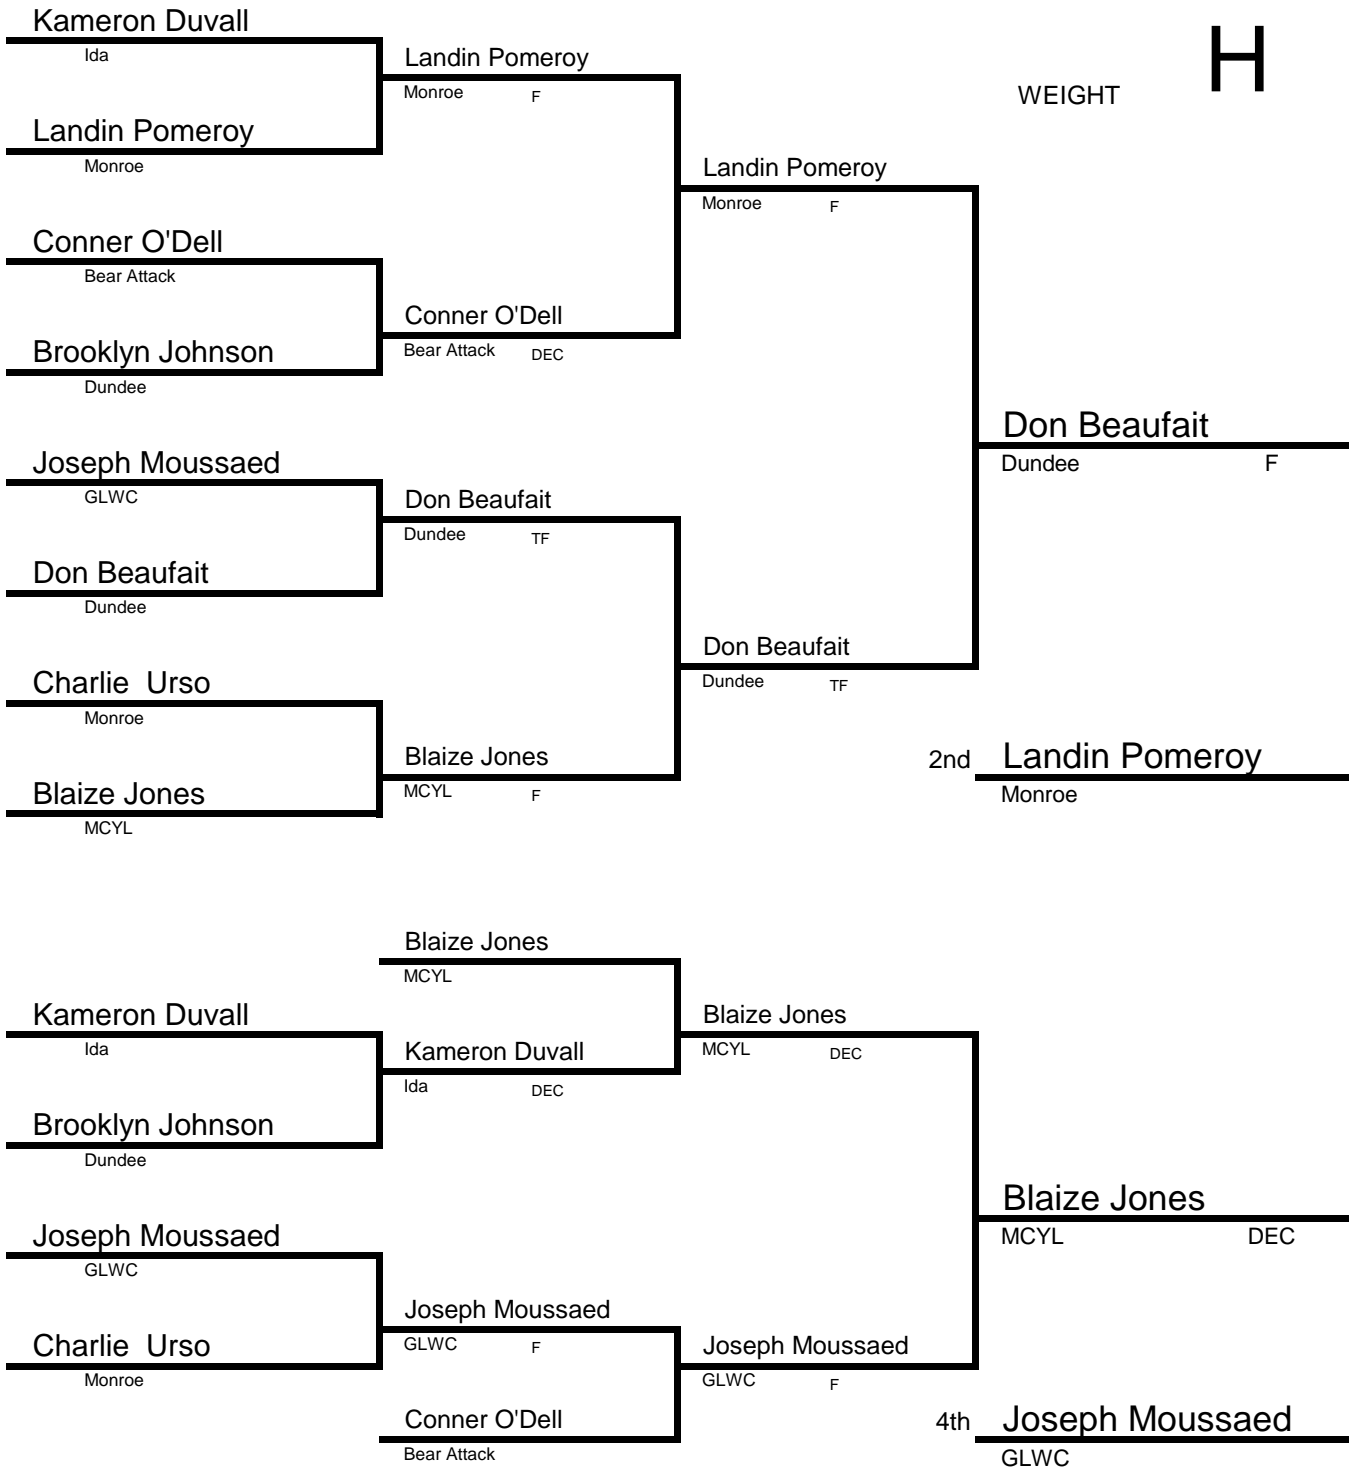 Kameron Duvall
Ida
Landin Pomeroy
Monroe F
H
WEIGHT
Landin Pomeroy
Monroe
Landin Pomeroy
Monroe F
Conner O'Dell
Bear Attack
Conner O'Dell
Bear Attack DEC
Brooklyn Johnson
Dundee
Don Beaufait
Dundee F
Joseph Moussaed
GLWC
Don Beaufait
Dundee TF
Don Beaufait
Dundee
Don Beaufait
Dundee TF
Charlie Urso
Monroe
Blaize Jones
MCYL F
2nd Landin Pomeroy
Monroe
Blaize Jones
MCYL
Blaize Jones
MCYL
Kameron Duvall
Ida
Blaize Jones
MCYL DEC
Kameron Duvall
Ida DEC
Brooklyn Johnson
Dundee
Blaize Jones
MCYL DEC
Joseph Moussaed
GLWC
Joseph Moussaed
GLWC F
Charlie Urso
Monroe
Joseph Moussaed
GLWC F
Conner O'Dell
Bear Attack
4th Joseph Moussaed
GLWC